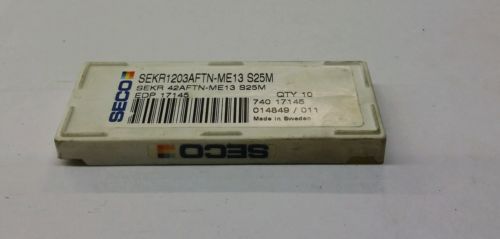 SECO
SEKR1203AFTN-ME13 S25M
SEKR 42AFTN-ME13 S25M
EDP 17145
QTY 10
740 17145
014849 / 011
Made in Sweden
SECO